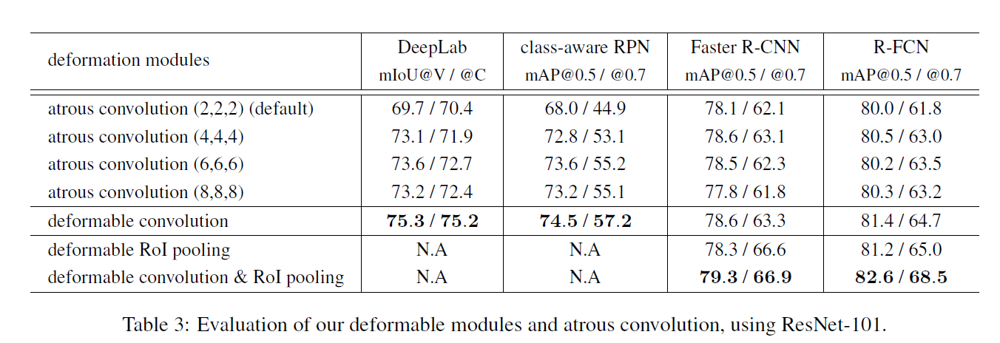 deformation modules DeepLab class-aware RPN Faster R-CNN R-FCN
mIoU@V / @C mAP@0.5 / @0.7 mAP@0.5 / @0.7 mAP@0.5 / @0.7
atrous convolution (2,2,2) (default) 69.7 / 70.4 68.0 / 44.9 78.1 / 62.1 80.0 / 61.8
atrous convolution (4,4,4) 73.1 / 71.9 72.8 / 53.1 78.6 / 63.1 80.5 / 63.0
atrous convolution (6,6,6) 73.6 / 72.7 73.6 / 55.2 78.5 / 62.3 80.2 / 63.5
atrous convolution (8,8,8) 73.2 / 72.4 73.2 / 55.1 77.8 / 61.8 80.3 / 63.2
deformable convolution 75.3 / 75.2 74.5 / 57.2 78.6 / 63.3 81.4 / 64.7
deformable RoI pooling N.A N.A 78.3 / 66.6 81.2 / 65.0
deformable convolution & RoI pooling N.A N.A 79.3 / 66.9 82.6 / 68.5
Table 3: Evaluation of our deformable modules and atrous convolution, using ResNet-101.